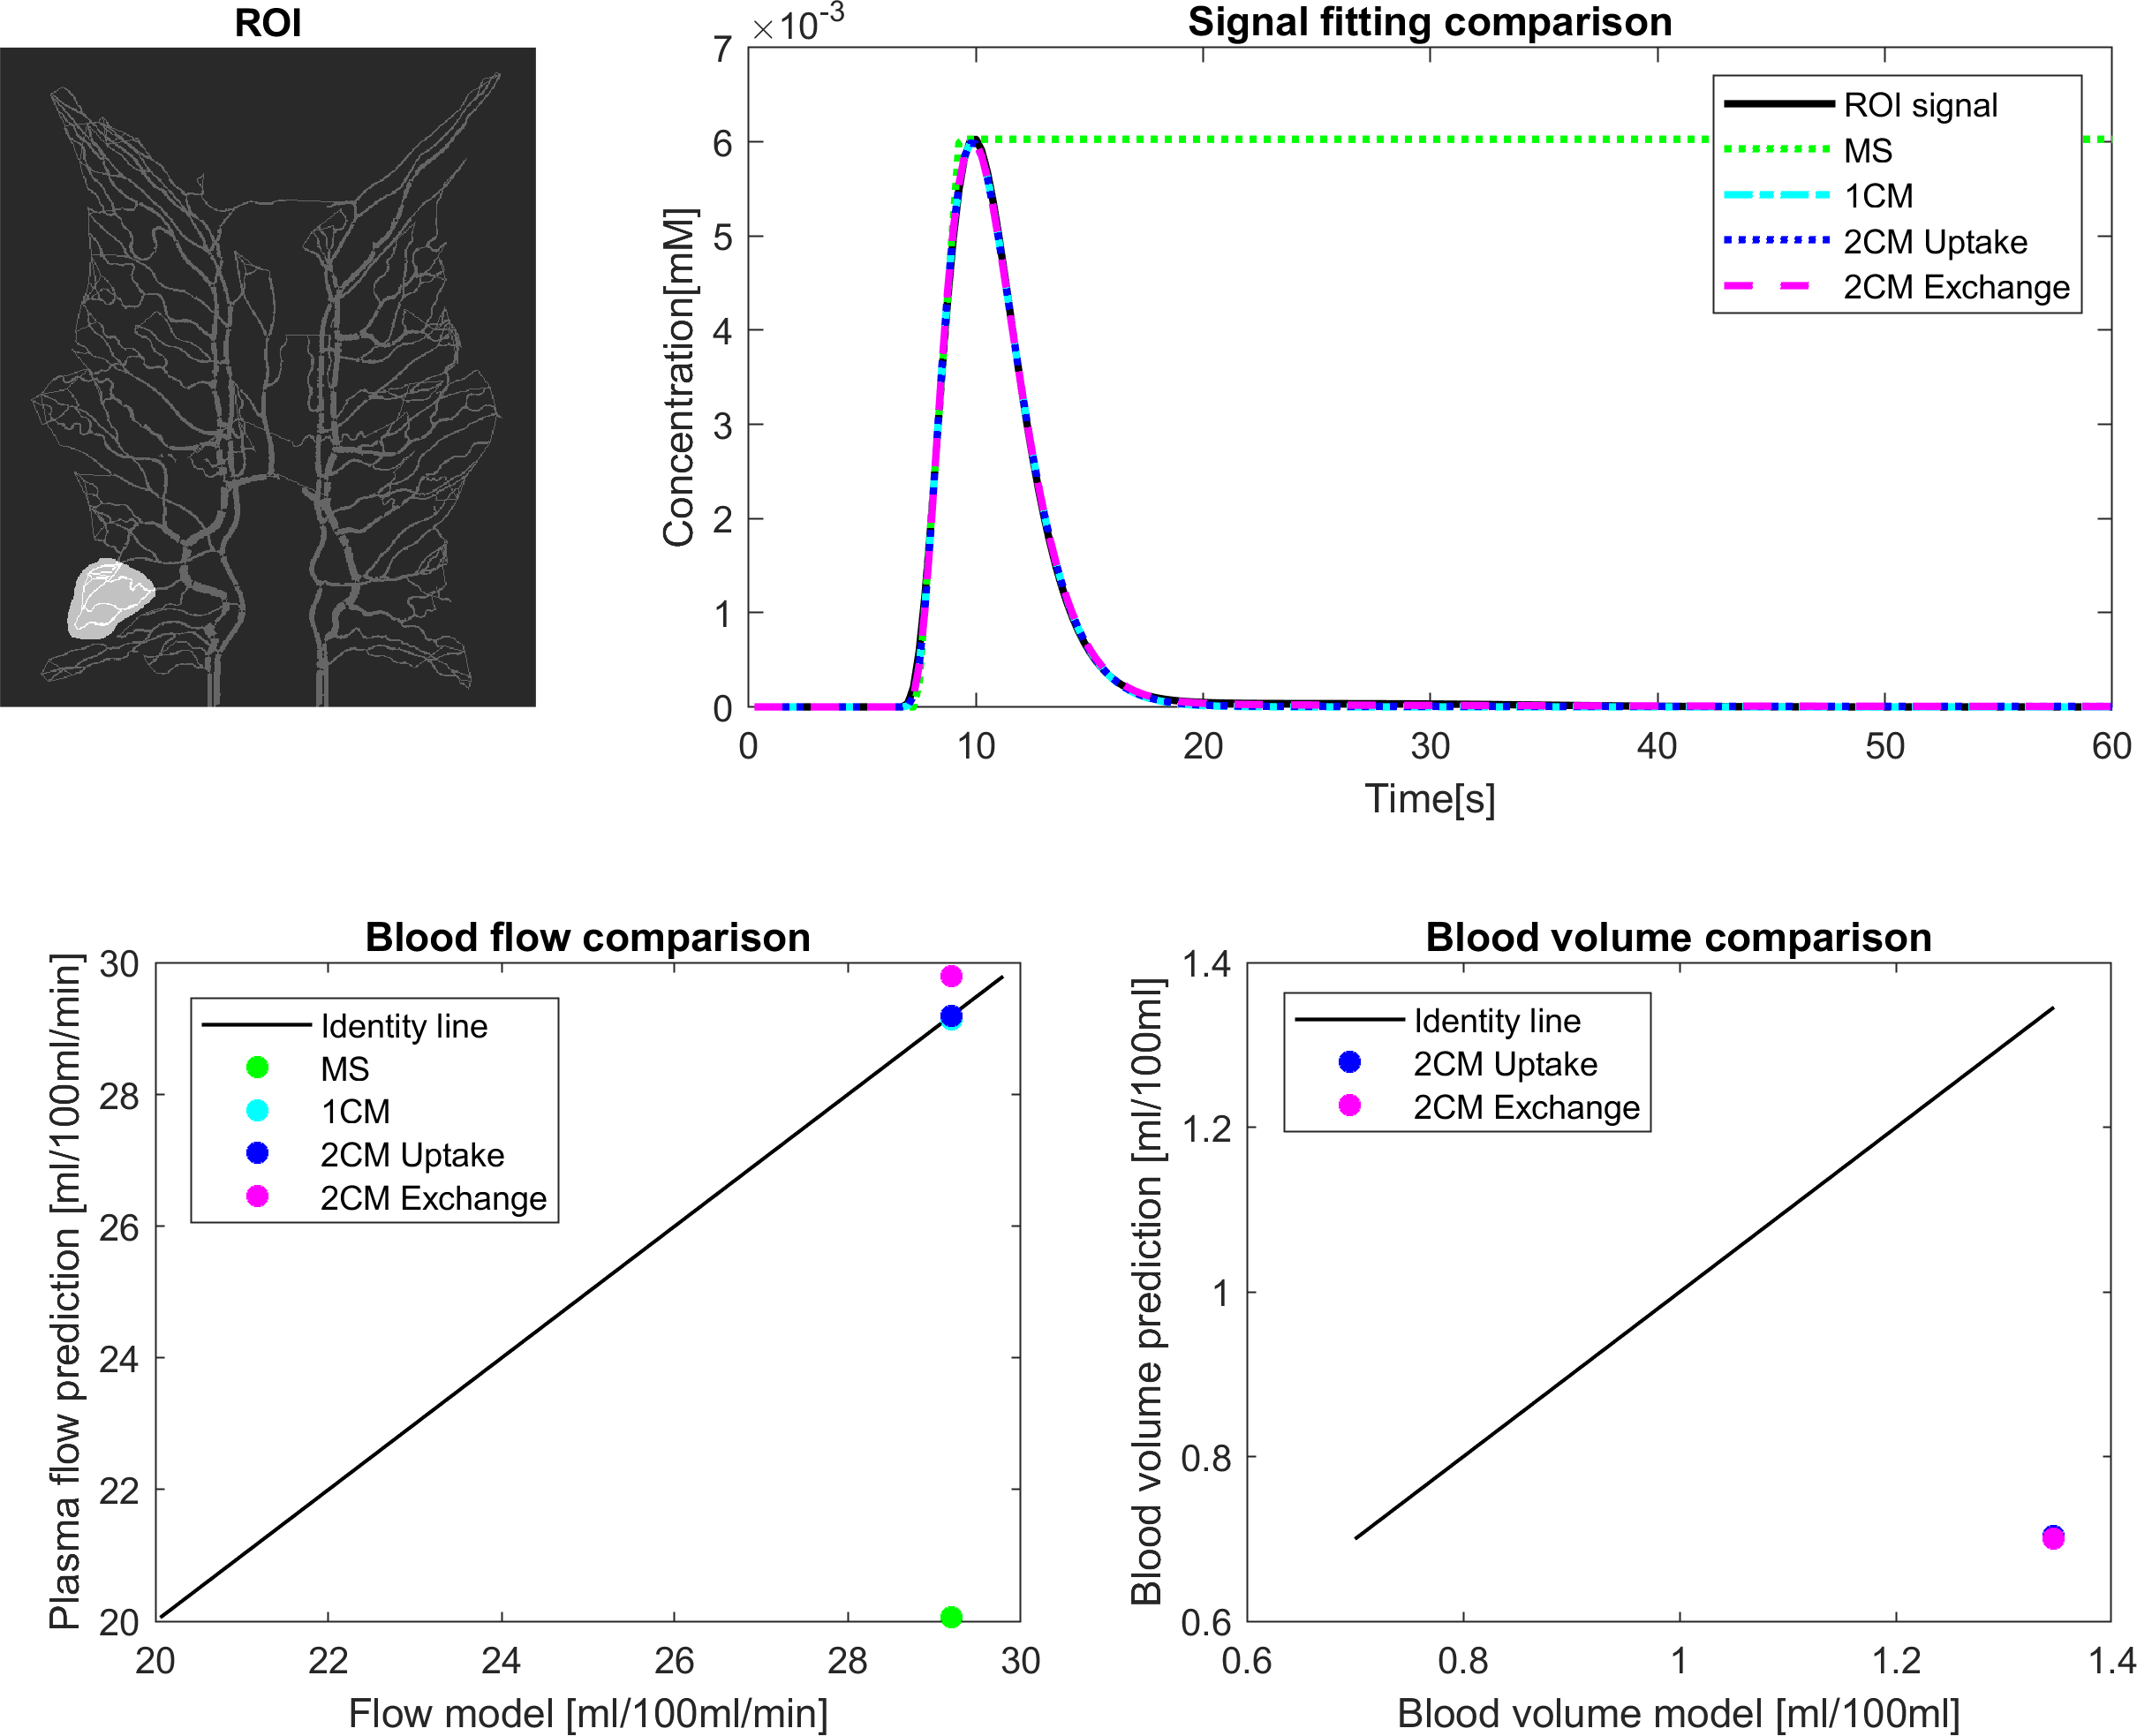 ROI
Signal fitting comparison
×10-3
7
6
5
4
3
2
1
0
Concentration[mM]
0 10 20 30 40 50 60
Time[s]
ROI signal
MS
1CM
2CM Uptake
2CM Exchange
Blood flow comparison
30
28
26
24
22
20
Plasma flow prediction [ml/100ml/min]
Identity line
MS
1CM
2CM Uptake
2CM Exchange
20 22 24 26 28 30
Flow model [ml/100ml/min]
Blood volume comparison
1.4
1.2
1
0.8
0.6
Blood volume prediction [ml/100ml]
Identity line
2CM Uptake
2CM Exchange
0.6 0.8 1 1.2 1.4
Blood volume model [ml/100ml]